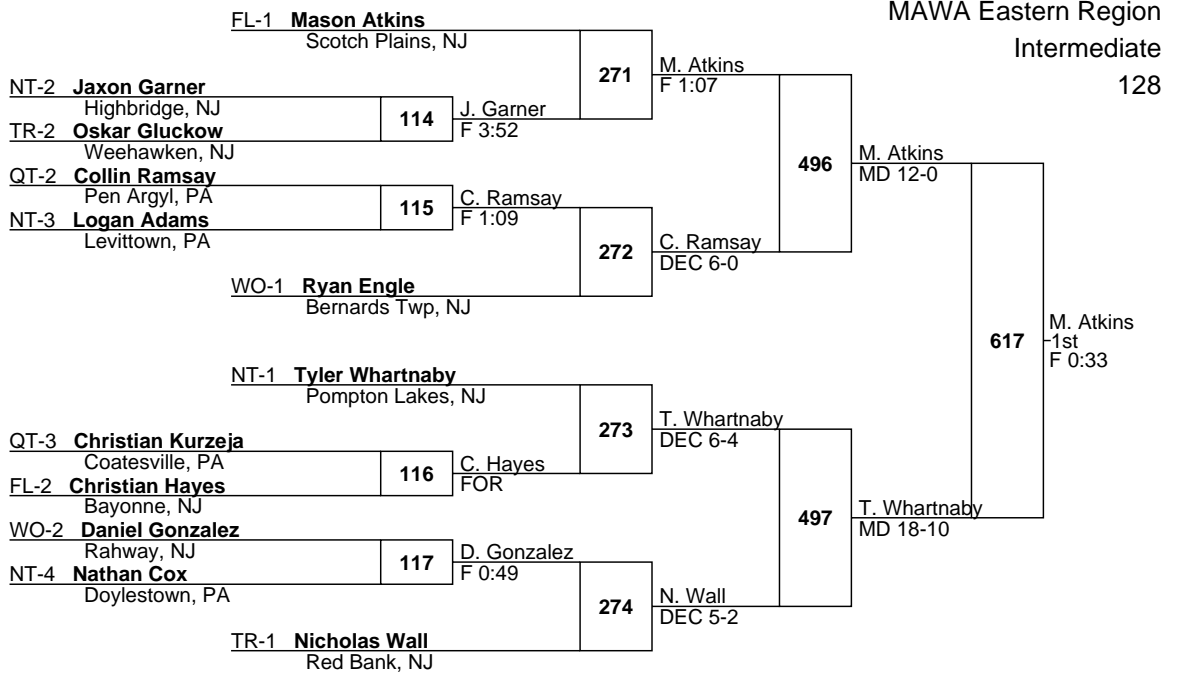 MAWA Eastern Region
Intermediate
128
FL-1 Mason Atkins
Scotch Plains, NJ
NT-2 Jaxon Garner
Highbridge, NJ
TR-2 Oskar Gluckow
Weehawken, NJ
QT-2 Collin Ramsay
Pen Argyl, PA
NT-3 Logan Adams
Levittown, PA
WO-1 Ryan Engle
Bernards Twp, NJ
NT-1 Tyler Whartnaby
Pompton Lakes, NJ
QT-3 Christian Kurzeja
Coatesville, PA
FL-2 Christian Hayes
Bayonne, NJ
WO-2 Daniel Gonzalez
Rahway, NJ
NT-4 Nathan Cox
Doylestown, PA
TR-1 Nicholas Wall
Red Bank, NJ
114
J. Garner
F 3:52
115
C. Ramsay
F 1:09
116
C. Hayes
FOR
117
D. Gonzalez
F 0:49
271
M. Atkins
F 1:07
272
C. Ramsay
DEC 6-0
273
T. Whartnaby
DEC 6-4
274
N. Wall
DEC 5-2
496
M. Atkins
MD 12-0
497
T. Whartnaby
MD 18-10
617
M. Atkins
1st
F 0:33